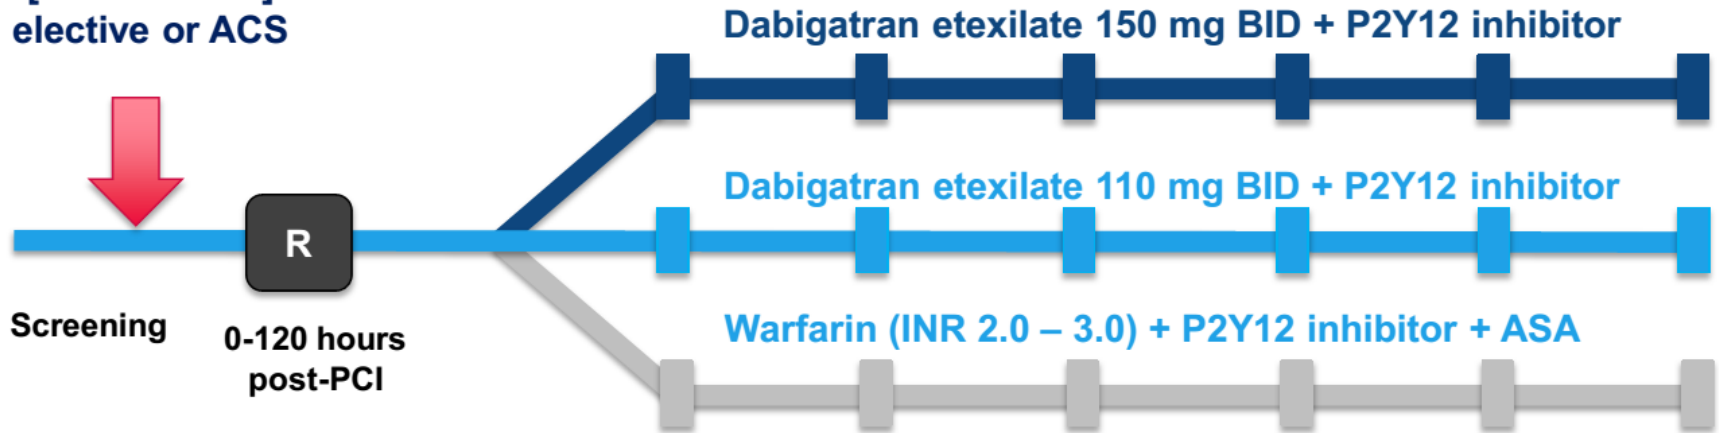 elective or ACS
Dabigatran etexilate 150 mg BID + P2Y12 inhibitor
Dabigatran etexilate 110 mg BID + P2Y12 inhibitor
R
Screening
0-120 hours
post-PCI
Warfarin (INR 2.0 – 3.0) + P2Y12 inhibitor + ASA